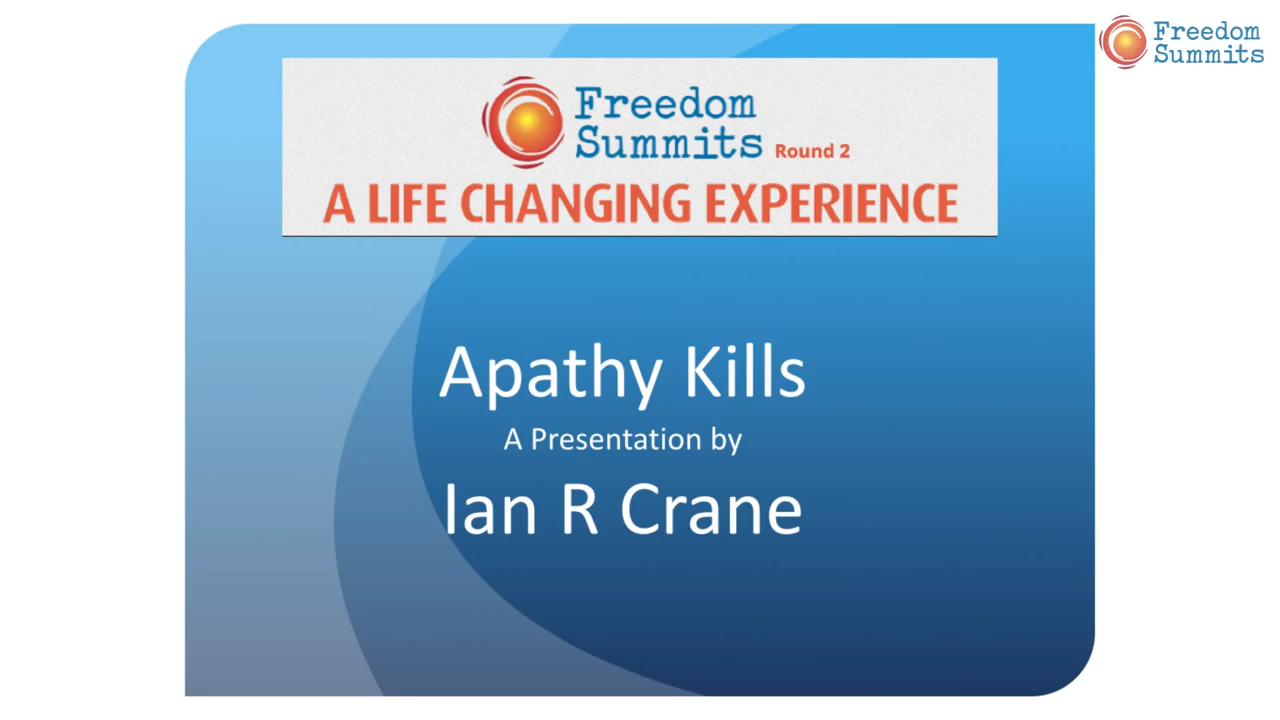 Freedom
Summits
Freedom
Summits Round 2
A LIFE CHANGING EXPERIENCE
Apathy Kills
A Presentation by
Ian R Crane